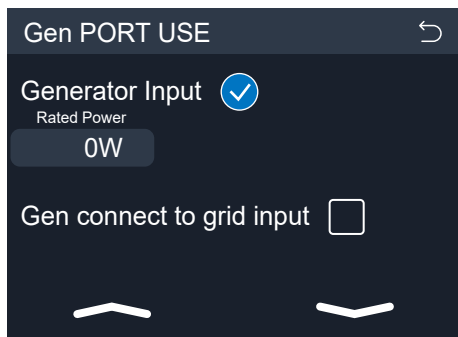 Gen PORT USE
Generator Input
Rated Power
0W
Gen connect to grid input